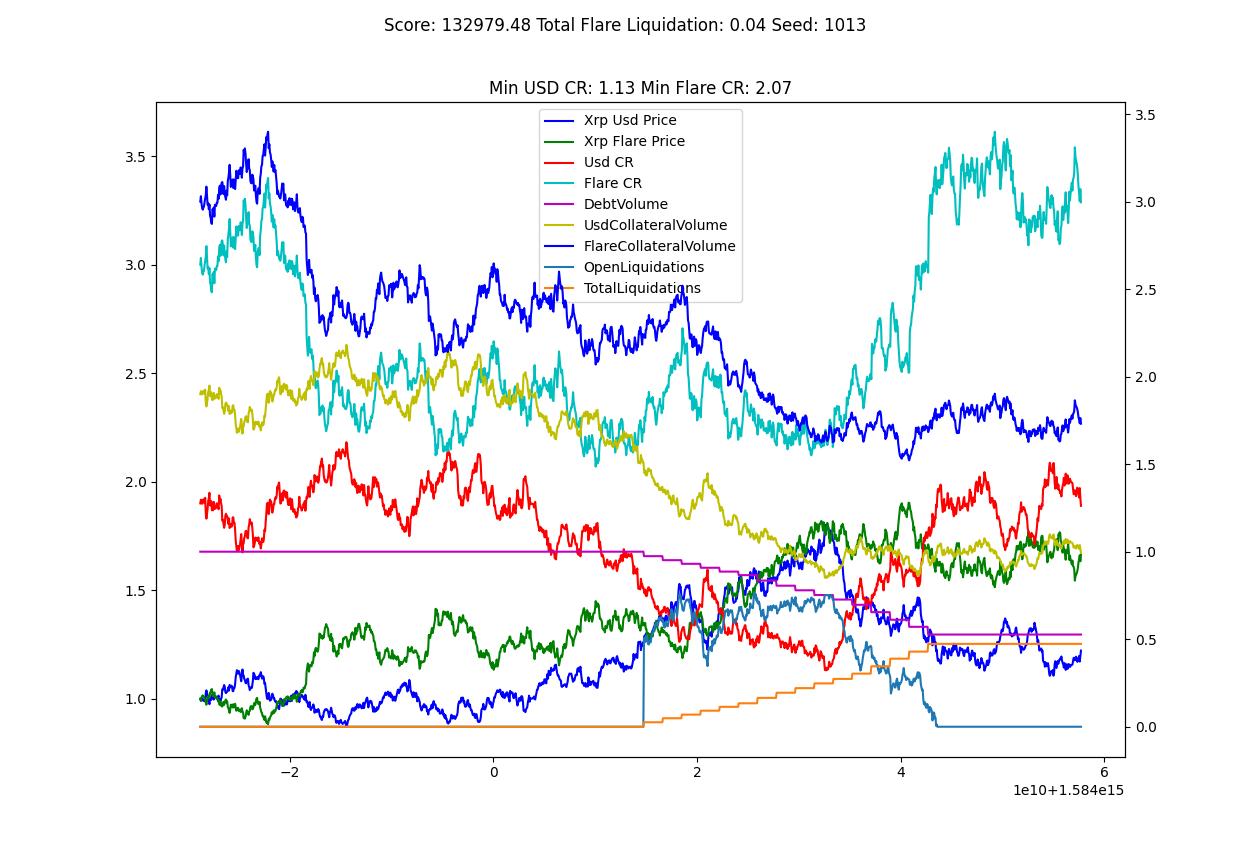 Score: 132979.48 Total Flare Liquidation: 0.04 Seed: 1013
Min USD CR: 1.13 Min Flare CR: 2.07
Xrp Usd Price
Xrp Flare Price
Usd CR
Flare CR
DebtVolume
UsdCollateralVolume
FlareCollateralVolume
OpenLiquidations
TotalLiquidations
3.5
3.0
2.5
2.0
1.5
1.0
3.5
3.0
2.5
2.0
1.5
1.0
0.5
0.0
−2 0 2 4 6
1e10+1.584e15